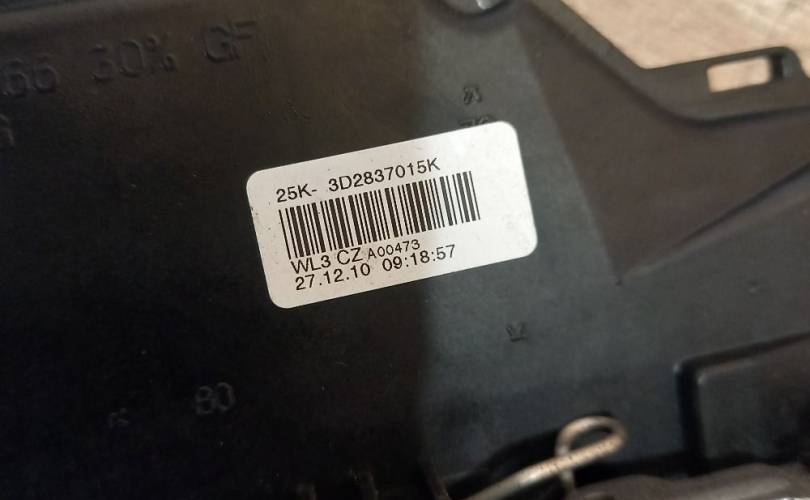 66 30% GF
25K- 3D2837015K
WL3 CZ A00473
27.12.10 09:18:57
80